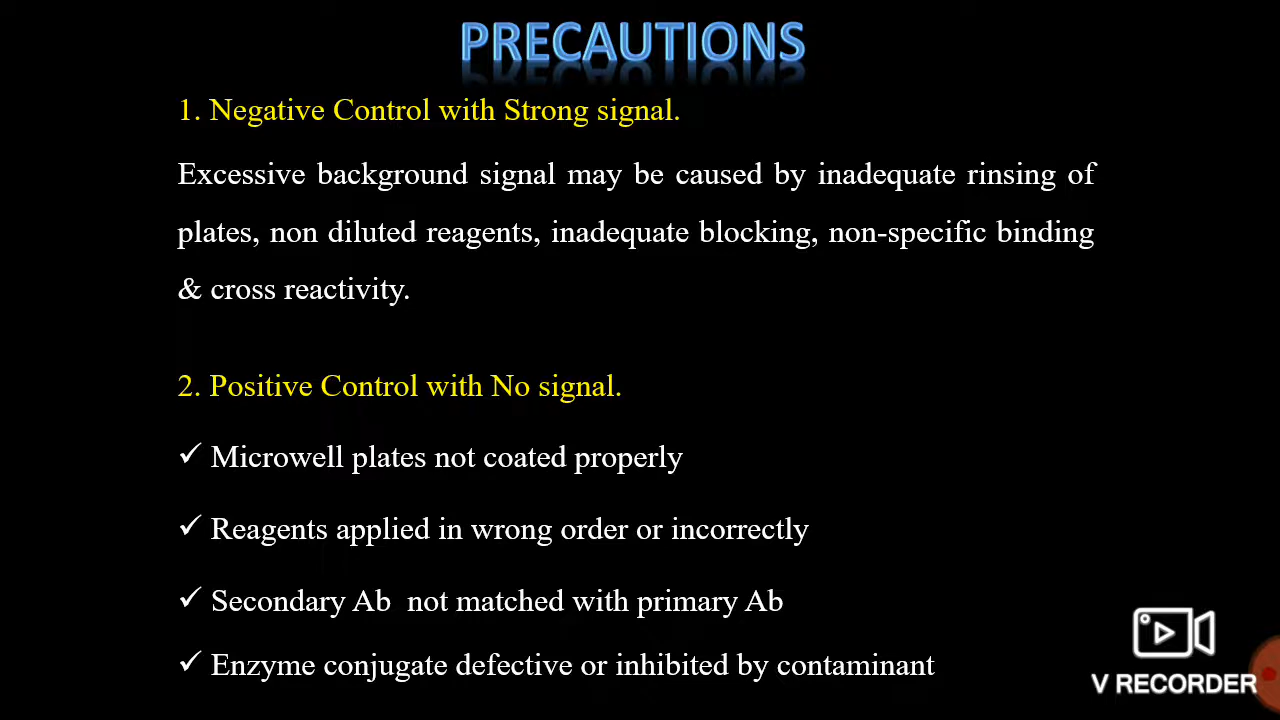 PRECAUTIONS
1. Negative Control with Strong signal.
Excessive background signal may be caused by inadequate rinsing of
plates, non diluted reagents, inadequate blocking, non-specific binding
& cross reactivity.
2. Positive Control with No signal.
✓ Microwell plates not coated properly
✓ Reagents applied in wrong order or incorrectly
✓ Secondary Ab  not matched with primary Ab
✓ Enzyme conjugate defective or inhibited by contaminant
V RECORDER